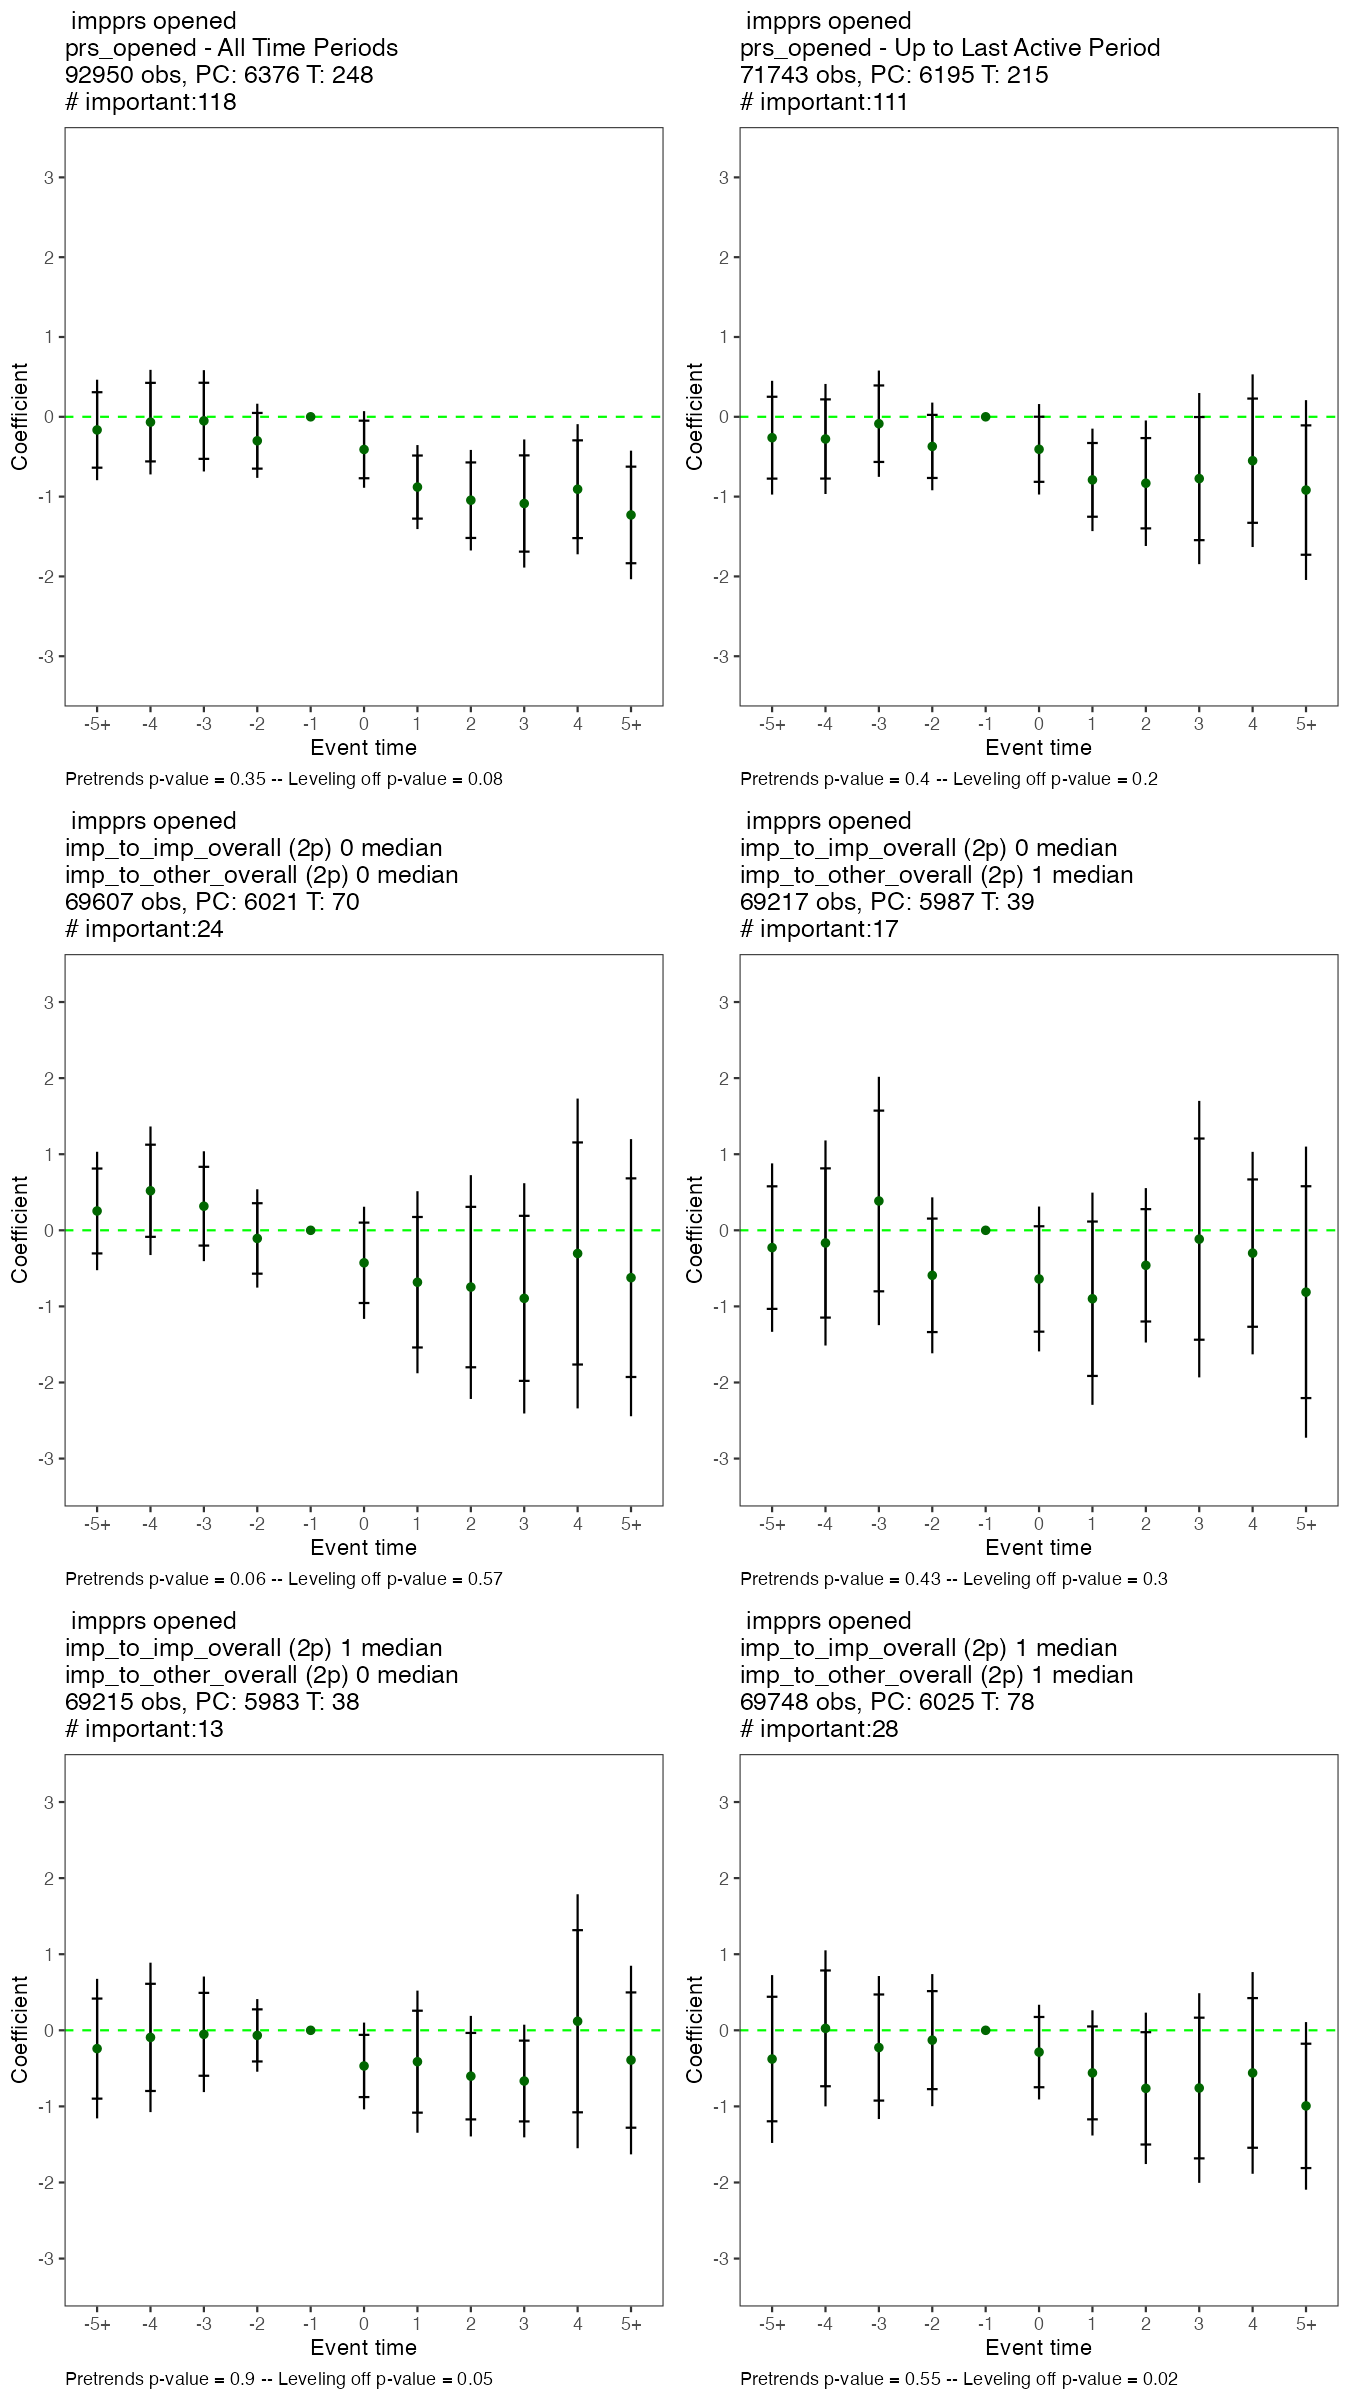 impprs opened
prs_opened - All Time Periods
92950 obs, PC: 6376 T: 248
# important:118
3
2
1
0
-1
-2
-3
Coefficient
-5+ -4 -3 -2 -1 0 1 2 3 4 5+
Event time
Pretrends p-value = 0.35 -- Leveling off p-value = 0.08
impprs opened
prs_opened - Up to Last Active Period
71743 obs, PC: 6195 T: 215
# important:111
3
2
1
0
-1
-2
-3
Coefficient
-5+ -4 -3 -2 -1 0 1 2 3 4 5+
Event time
Pretrends p-value = 0.4 -- Leveling off p-value = 0.2
impprs opened
imp_to_imp_overall (2p) 0 median
imp_to_other_overall (2p) 0 median
69607 obs, PC: 6021 T: 70
# important:24
3
2
1
0
-1
-2
-3
Coefficient
-5+ -4 -3 -2 -1 0 1 2 3 4 5+
Event time
Pretrends p-value = 0.06 -- Leveling off p-value = 0.57
impprs opened
imp_to_imp_overall (2p) 0 median
imp_to_other_overall (2p) 1 median
69217 obs, PC: 5987 T: 39
# important:17
3
2
1
0
-1
-2
-3
Coefficient
-5+ -4 -3 -2 -1 0 1 2 3 4 5+
Event time
Pretrends p-value = 0.43 -- Leveling off p-value = 0.3
impprs opened
imp_to_imp_overall (2p) 1 median
imp_to_other_overall (2p) 0 median
69215 obs, PC: 5983 T: 38
# important:13
3
2
1
0
-1
-2
-3
Coefficient
-5+ -4 -3 -2 -1 0 1 2 3 4 5+
Event time
Pretrends p-value = 0.9 -- Leveling off p-value = 0.05
impprs opened
imp_to_imp_overall (2p) 1 median
imp_to_other_overall (2p) 1 median
69748 obs, PC: 6025 T: 78
# important:28
3
2
1
0
-1
-2
-3
Coefficient
-5+ -4 -3 -2 -1 0 1 2 3 4 5+
Event time
Pretrends p-value = 0.55 -- Leveling off p-value = 0.02